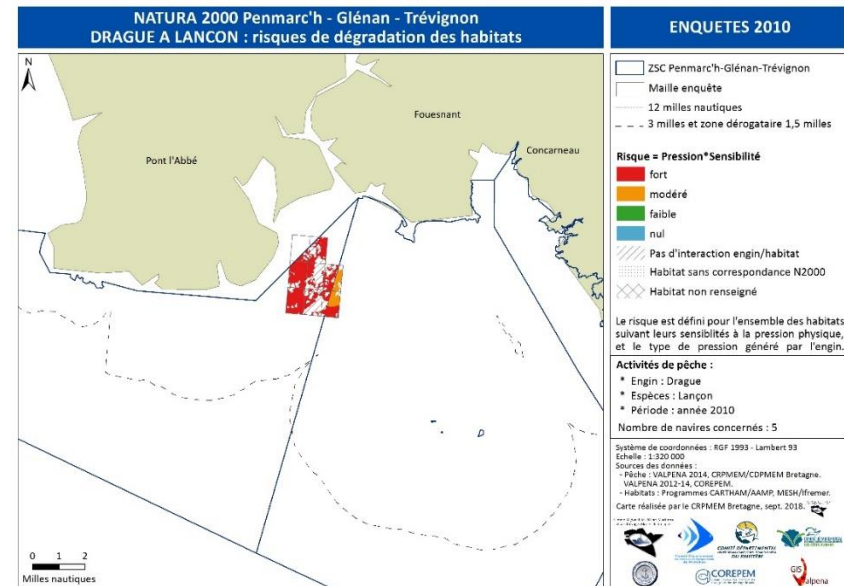 NATURA 2000 Penmarc'h - Glénan - Trévignon
DRAGUE A LANCON : risques de dégradation des habitats
ENQUETES 2010
N
Pont l'Abbé
Fouesnant
Concarneau
0 1 2
Milles nautiques
ZSC Penmarc'h-Glénan-Trévignon
Maille enquête
12 milles nautiques
3 milles et zone dérogataire 1,5 milles
Risque = Pression*Sensibilité
fort
modéré
faible
nul
Pas d'interaction engin/habitat
Habitat sans correspondance N2000
Habitat non renseigné
Le risque est défini pour l'ensemble des habitats
suivant leurs sensiblités à la pression physique,
et le type de pression généré par l'engin.
Activités de pêche :
* Engin : Drague
* Espèces : Lançon
* Période : année 2010
Nombre de navires concernés : 5
Système de coordonnées : RGF 1993 - Lambert 93
Echelle : 1:320 000
Sources des données :
- Pêche : VALPENA 2014, CRPMEM/CDPMEM Bretagne.
VALPENA 2012-14, COREPEM.
- Habitats : Programmes CARTHAM/AAMP, MESH/Ifremer.
Carte réalisée par le CRPMEM Bretagne, sept. 2018.
COMITÉ DÉPARTEMENTAL
DU FINISTÈRE
COREPEM
GIS
Valpena